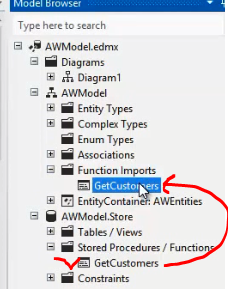 Model Browser
Type here to search
AWModel.edmx
Diagrams
Diagram1
AWModel
Entity Types
Complex Types
Enum Types
Associations
Function Imports
GetCustomers
EntityContainer: AWEntities
AWModel.Store
Tables / Views
Stored Procedures / Functions
GetCustomers
Constraints